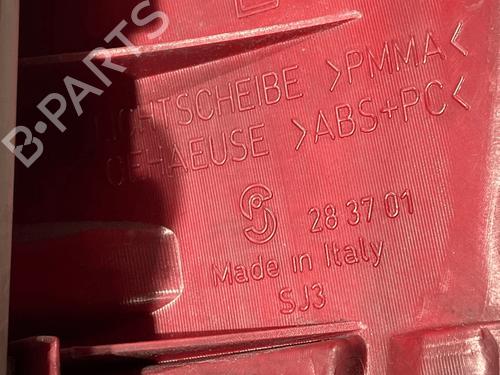 B·PARTS
LICHTSCHEIBE >PMMA<
GEHAEUSE >ABS+PC<
28 37 01
Made in Italy
SJ3